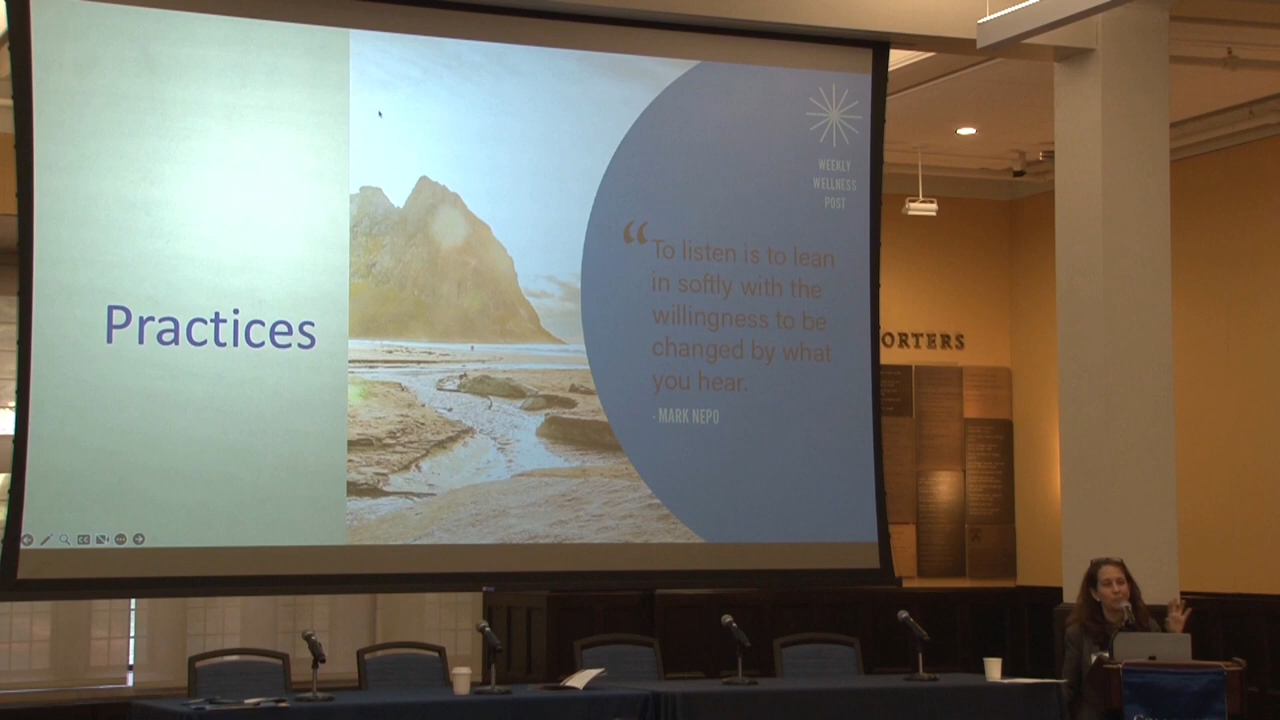 Practices
WEEKLY
WELLNESS
POST
“To listen is to lean
in softly with the
willingness to be
changed by what
you hear.
- MARK NEPO
ORTERS